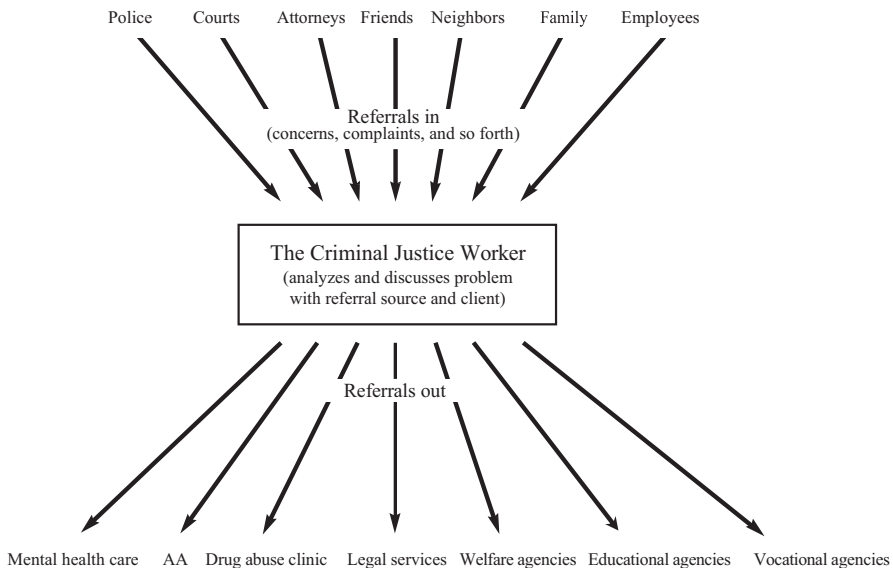 Police Courts Attorneys Friends Neighbors Family Employees
Referrals in
(concerns, complaints, and so forth)
The Criminal Justice Worker
(analyzes and discusses problem
with referral source and client)
Referrals out
Mental health care AA Drug abuse clinic Legal services Welfare agencies Educational agencies Vocational agencies